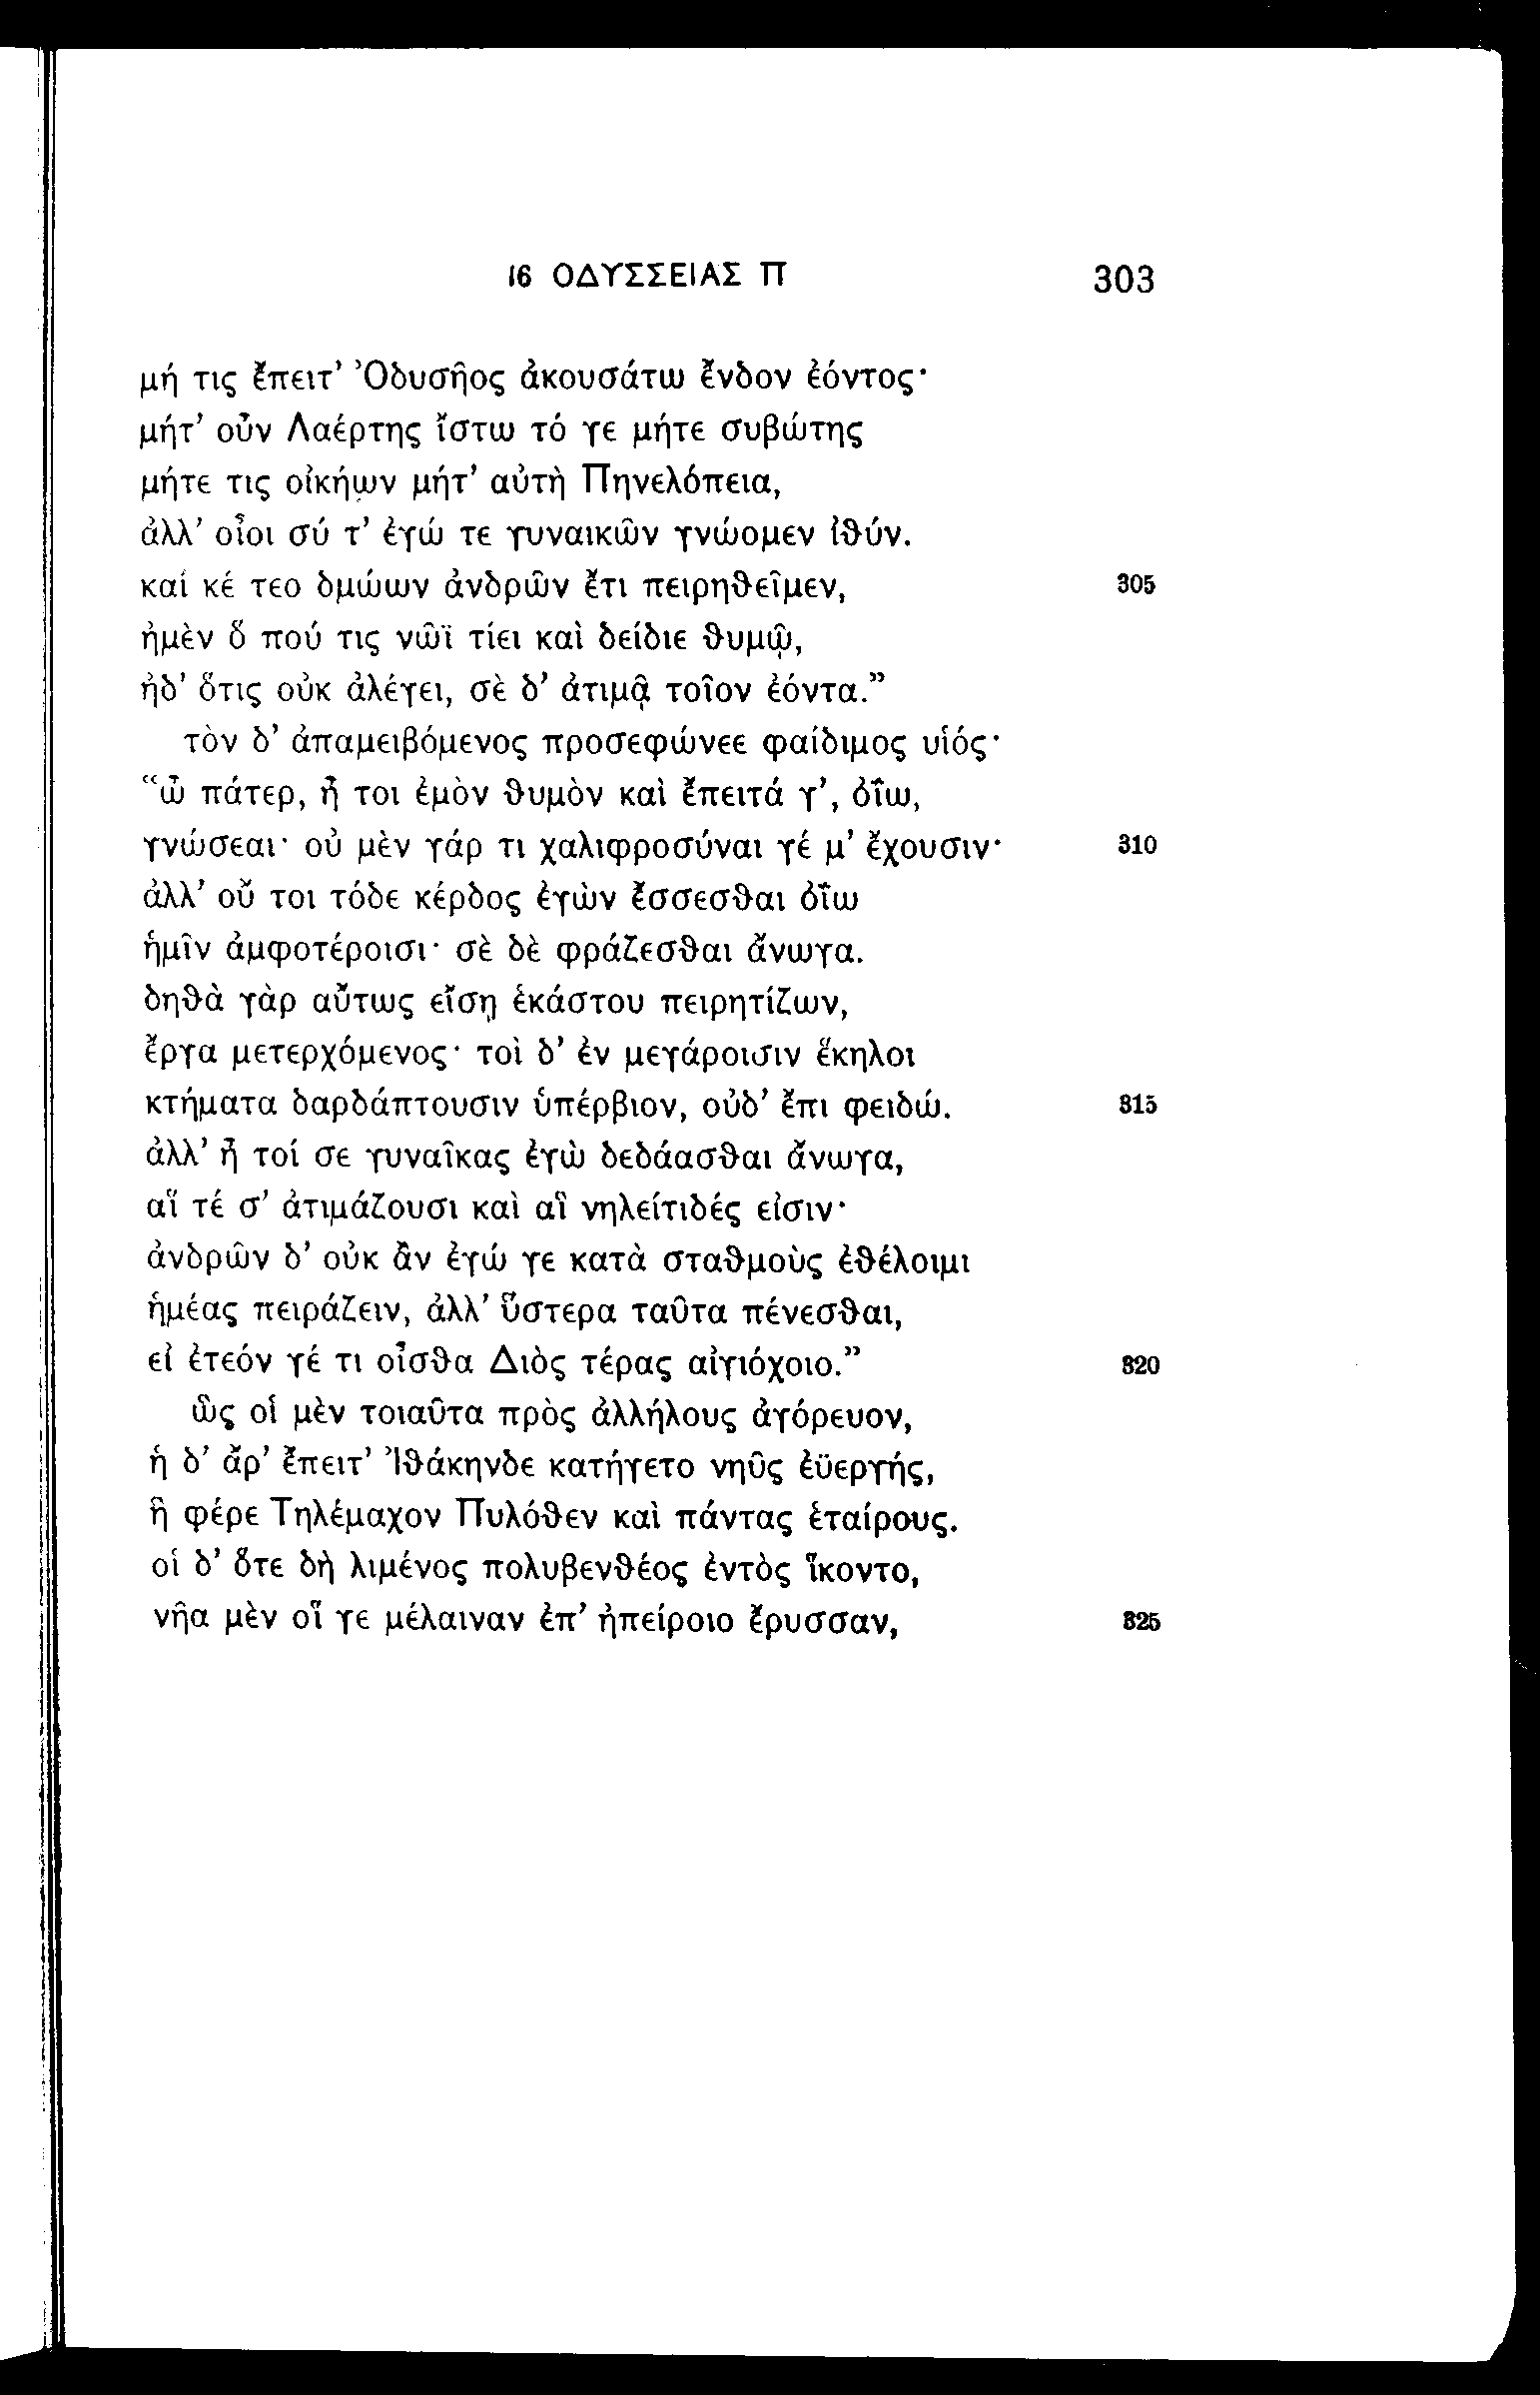 16 ΟΔΥΣΣΕΙΑΣ Π 303
μή τις ἔπειτ’ Ὀδυσῆος ἀκουσάτω ἔνδον ἐόντος·
μήτ’ οὖν Λαέρτης ἴστω τό γε μήτε συβώτης
μήτε τις οἰκήων μήτ’ αὐτὴ Πηνελόπεια,
ἀλλ’ οἶοι σύ τ’ ἐγώ τε γυναικῶν γνώομεν ἰθύν.
καί κέ τεο δμώων ἀνδρῶν ἔτι πειρηθεῖμεν, 305
ἠμὲν ὅ πού τις νῶϊ τίει καὶ δείδιε θυμῷ,
ἠδ’ ὅτις οὐκ ἀλέγει, σὲ δ’ ἀτιμᾷ τοῖον ἐόντα.”
τὸν δ’ ἀπαμειβόμενος προσεφώνεε φαίδιμος υἱός·
“ὦ πάτερ, ἦ τοι ἐμὸν θυμὸν καὶ ἔπειτά γ’, ὀΐω,
γνώσεαι· οὐ μὲν γάρ τι χαλιφροσύναι γέ μ’ ἔχουσιν· 310
ἀλλ’ οὔ τοι τόδε κέρδος ἐγὼν ἔσσεσθαι ὀΐω
ἡμῖν ἀμφοτέροισι· σὲ δὲ φράζεσθαι ἄνωγα.
δηθὰ γὰρ αὔτως εἴσῃ ἑκάστου πειρητίζων,
ἔργα μετερχόμενος· τοὶ δ’ ἐν μεγάροισιν ἕκηλοι
κτήματα δαρδάπτουσιν ὑπέρβιον, οὐδ’ ἔπι φειδώ. 315
ἀλλ’ ἦ τοί σε γυναῖκας ἐγὼ δεδάασθαι ἄνωγα,
αἵ τέ σ’ ἀτιμάζουσι καὶ αἳ νηλείτιδές εἰσιν·
ἀνδρῶν δ’ οὐκ ἂν ἐγώ γε κατὰ σταθμοὺς ἐθέλοιμι
ἡμέας πειράζειν, ἀλλ’ ὕστερα ταῦτα πένεσθαι,
εἰ ἐτεόν γέ τι οἶσθα Διὸς τέρας αἰγιόχοιο.” 320
ὣς οἱ μὲν τοιαῦτα πρὸς ἀλλήλους ἀγόρευον,
ἡ δ’ ἄρ’ ἔπειτ’ Ἰθάκηνδε κατήγετο νηῦς ἐϋεργής,
ἣ φέρε Τηλέμαχον Πυλόθεν καὶ πάντας ἑταίρους.
οἱ δ’ ὅτε δὴ λιμένος πολυβενθέος ἐντὸς ἵκοντο,
νῆα μὲν οἵ γε μέλαιναν ἐπ’ ἠπείροιο ἔρυσσαν, 325